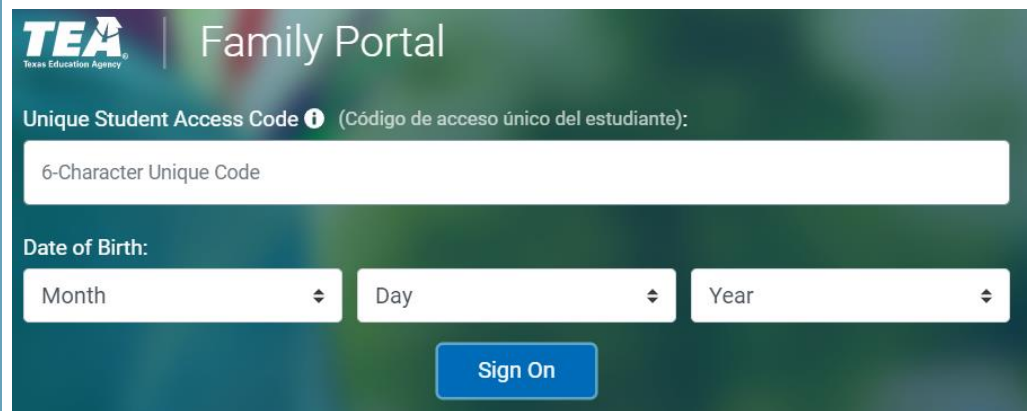 TEA
Texas Education Agency
Family Portal
Unique Student Access Code (Código de acceso único del estudiante):
6-Character Unique Code
Date of Birth:
Month Day Year
Sign On